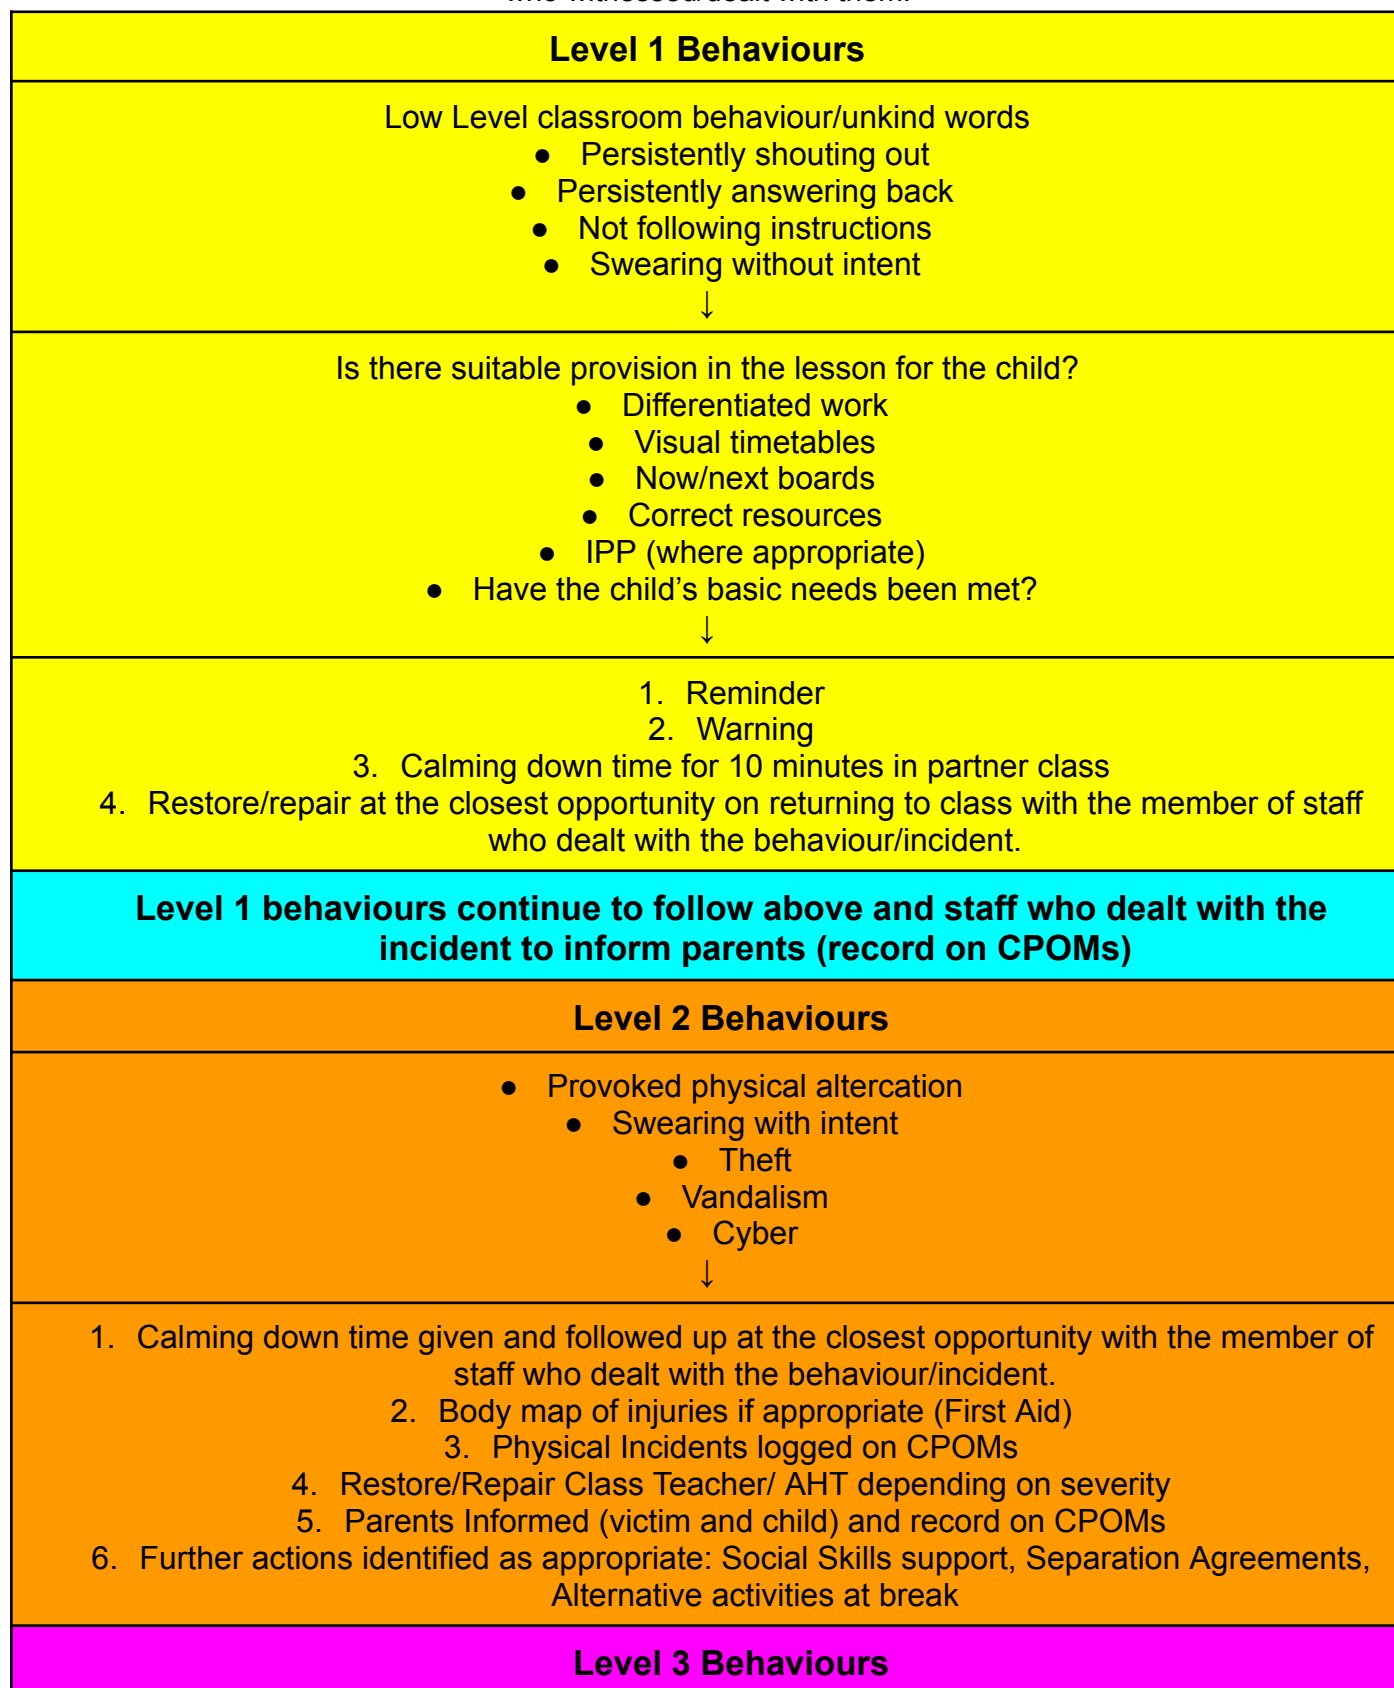 who witnessed/dealt with them.
Level 1 Behaviours
Low Level classroom behaviour/unkind words
● Persistently shouting out
● Persistently answering back
● Not following instructions
● Swearing without intent
↓
Is there suitable provision in the lesson for the child?
● Differentiated work
● Visual timetables
● Now/next boards
● Correct resources
● IPP (where appropriate)
● Have the child's basic needs been met?
↓
1. Reminder
2. Warning
3. Calming down time for 10 minutes in partner class
4. Restore/repair at the closest opportunity on returning to class with the member of staff
who dealt with the behaviour/incident.
Level 1 behaviours continue to follow above and staff who dealt with the
incident to inform parents (record on CPOMs)
Level 2 Behaviours
● Provoked physical altercation
● Swearing with intent
● Theft
● Vandalism
● Cyber
↓
1. Calming down time given and followed up at the closest opportunity with the member of
staff who dealt with the behaviour/incident.
2. Body map of injuries if appropriate (First Aid)
3. Physical Incidents logged on CPOMs
4. Restore/Repair Class Teacher/ AHT depending on severity
5. Parents Informed (victim and child) and record on CPOMs
6. Further actions identified as appropriate: Social Skills support, Separation Agreements,
Alternative activities at break
Level 3 Behaviours